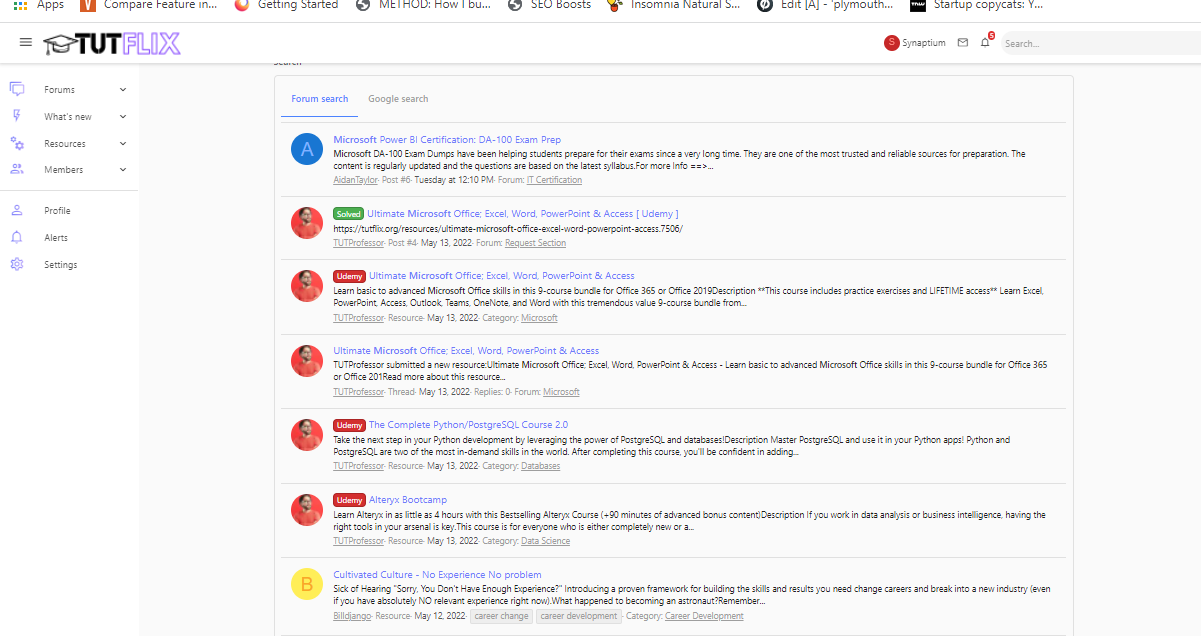 Apps Compare Feature in... Getting Started METHOD: How I bu... SEO Boosts Insomnia Natural S... Edit [A] - 'plymouth... Startup copycats: Y...
TUTFLIX S Synaptium 5 Search...
Search
Forums
What's new
Resources
Members
Profile
Alerts
Settings
Forum search Google search
A
Microsoft Power BI Certification: DA-100 Exam Prep
Microsoft DA-100 Exam Dumps have been helping students prepare for their exams since a very long time. They are one of the most trusted and reliable sources for preparation. The
content is regularly updated and the questions are based on the latest syllabus.For more Info ==>...
AidanTaylor· Post #6· Tuesday at 12:10 PM· Forum: IT Certification
Solved Ultimate Microsoft Office; Excel, Word, PowerPoint & Access [ Udemy ]
https://tutflix.org/resources/ultimate-microsoft-office-excel-word-powerpoint-access.7506/
TUTProfessor· Post #4· May 13, 2022· Forum: Request Section
Udemy Ultimate Microsoft Office; Excel, Word, PowerPoint & Access
Learn basic to advanced Microsoft Office skills in this 9-course bundle for Office 365 or Office 2019Description **This course includes practice exercises and LIFETIME access** Learn Excel,
PowerPoint, Access, Outlook, Teams, OneNote, and Word with this tremendous value 9-course bundle from...
TUTProfessor· Resource· May 13, 2022· Category: Microsoft
Ultimate Microsoft Office; Excel, Word, PowerPoint & Access
TUTProfessor submitted a new resource:Ultimate Microsoft Office; Excel, Word, PowerPoint & Access - Learn basic to advanced Microsoft Office skills in this 9-course bundle for Office 365
or Office 201Read more about this resource...
TUTProfessor· Thread· May 13, 2022· Replies: 0· Forum: Microsoft
Udemy The Complete Python/PostgreSQL Course 2.0
Take the next step in your Python development by leveraging the power of PostgreSQL and databases!Description Master PostgreSQL and use it in your Python apps! Python and
PostgreSQL are two of the most in-demand skills in the world. After completing this course, you'll be confident in adding...
TUTProfessor· Resource· May 13, 2022· Category: Databases
Udemy Alteryx Bootcamp
Learn Alteryx in as little as 4 hours with this Bestselling Alteryx Course (+90 minutes of advanced bonus content)Description If you work in data analysis or business intelligence, having the
right tools in your arsenal is key.This course is for everyone who is either completely new or a...
TUTProfessor· Resource· May 13, 2022· Category: Data Science
B
Cultivated Culture - No Experience No problem
Sick of Hearing "Sorry, You Don't Have Enough Experience?" Introducing a proven framework for building the skills and results you need change careers and break into a new industry (even
if you have absolutely NO relevant experience right now).What happened to becoming an astronaut?Remember...
Billdjango· Resource· May 12, 2022· career change career development · Category: Career Development